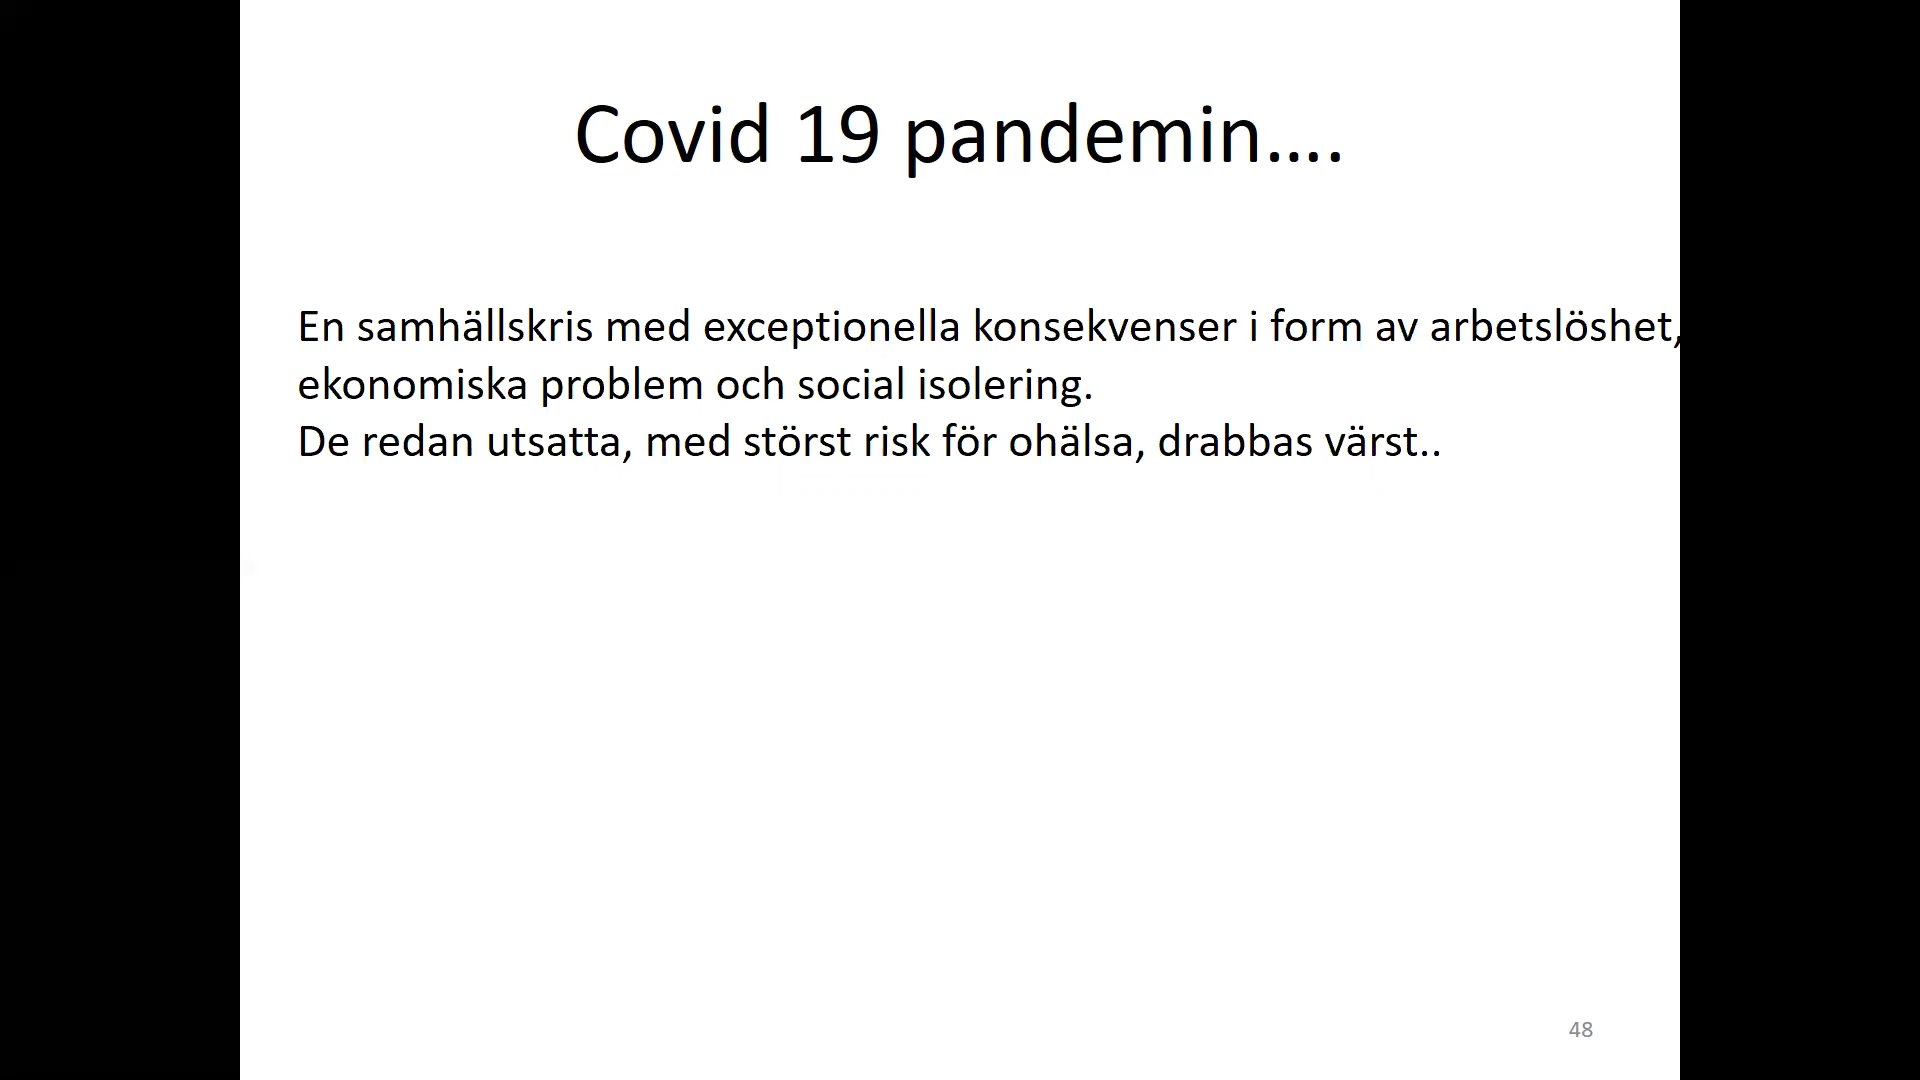 Covid 19 pandemin….
En samhällskris med exceptionella konsekvenser i form av arbetslöshet,
ekonomiska problem och social isolering.
De redan utsatta, med störst risk för ohälsa, drabbas värst..
48